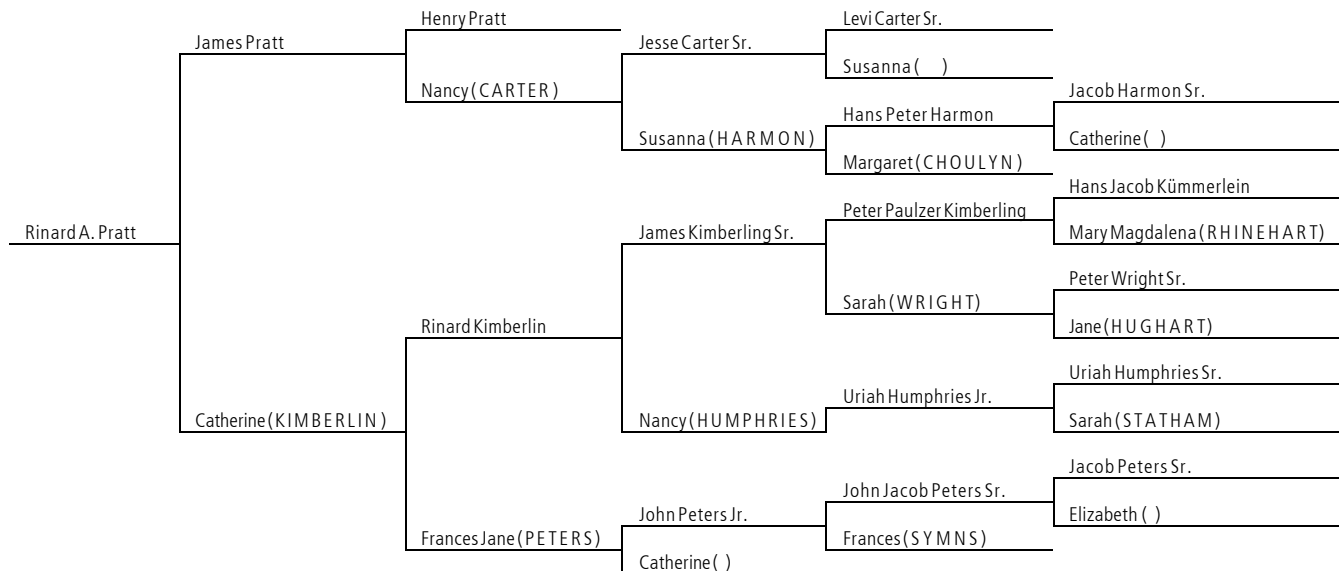 Henry Pratt
Levi Carter Sr.
James Pratt
Jesse Carter Sr.
Susanna ( )
Nancy (CARTER)
Jacob Harmon Sr.
Hans Peter Harmon
Susanna (HARMON)
Catherine ( )
Margaret (CHOULYN)
Hans Jacob Kümmerlein
Peter Paulzer Kimberling
Rinard A. Pratt
James Kimberling Sr.
Mary Magdalena (RHINEHART)
Peter Wright Sr.
Sarah (WRIGHT)
Rinard Kimberlin
Jane (HUGHART)
Uriah Humphries Sr.
Uriah Humphries Jr.
Catherine (KIMBERLIN)
Nancy (HUMPHRIES)
Sarah (STATHAM)
Jacob Peters Sr.
John Jacob Peters Sr.
John Peters Jr.
Elizabeth ( )
Frances Jane (PETERS)
Frances (SYMNS)
Catherine ( )